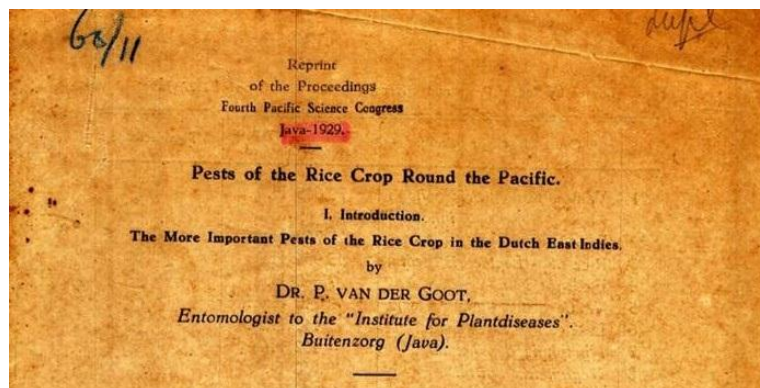 60/11
dupl
Reprint
of the Proceedings
Fourth Pacific Science Congress
Java-1929.
Pests of the Rice Crop Round the Pacific.
I. Introduction.
The More Important Pests of the Rice Crop in the Dutch East Indies.
by
DR. P. VAN DER GOOT,
Entomologist to the "Institute for Plantdiseases".
Buitenzorg (Java).